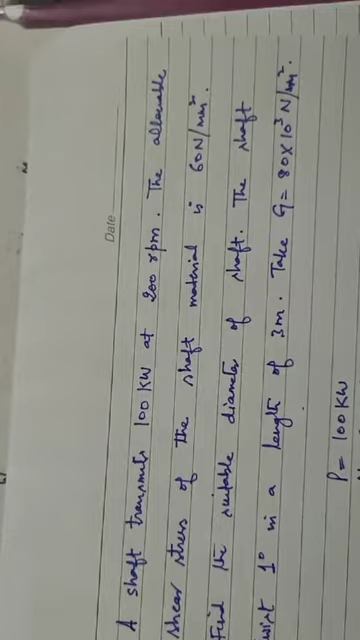 Date
A shaft transmits 100 KW at 200 rpm. The allowable
shear stress of the shaft material is 60 N/mm².
Find the suitable diameter of shaft. The shaft
twist 1° in a length of 3m. Take G = 80×10³ N/mm².
P = 100 KW